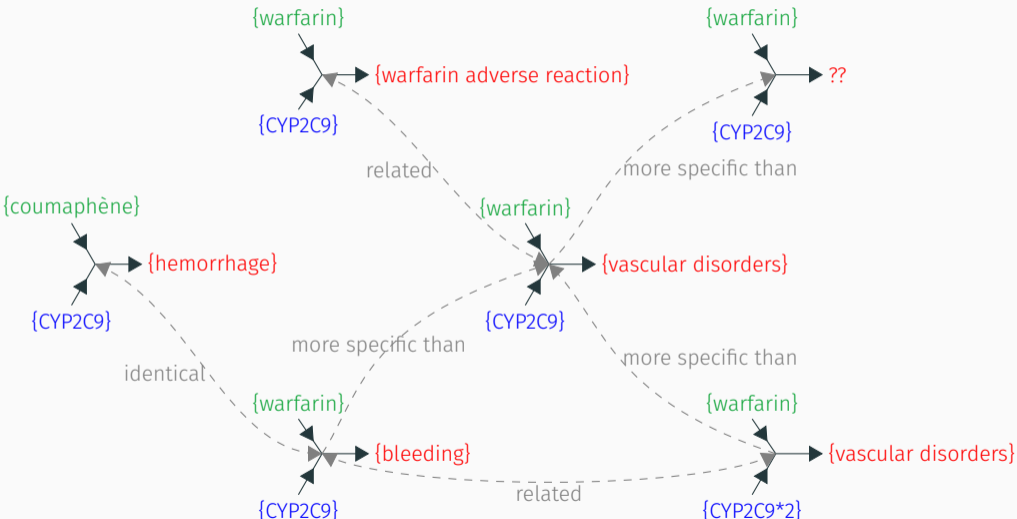 {warfarin}
{warfarin}
{warfarin adverse reaction}
??
{CYP2C9}
{CYP2C9}
related
more specific than
{coumaphène}
{warfarin}
{hemorrhage}
{vascular disorders}
{CYP2C9}
{CYP2C9}
more specific than
more specific than
identical
{warfarin}
{warfarin}
{bleeding}
{vascular disorders}
related
{CYP2C9}
{CYP2C9*2}